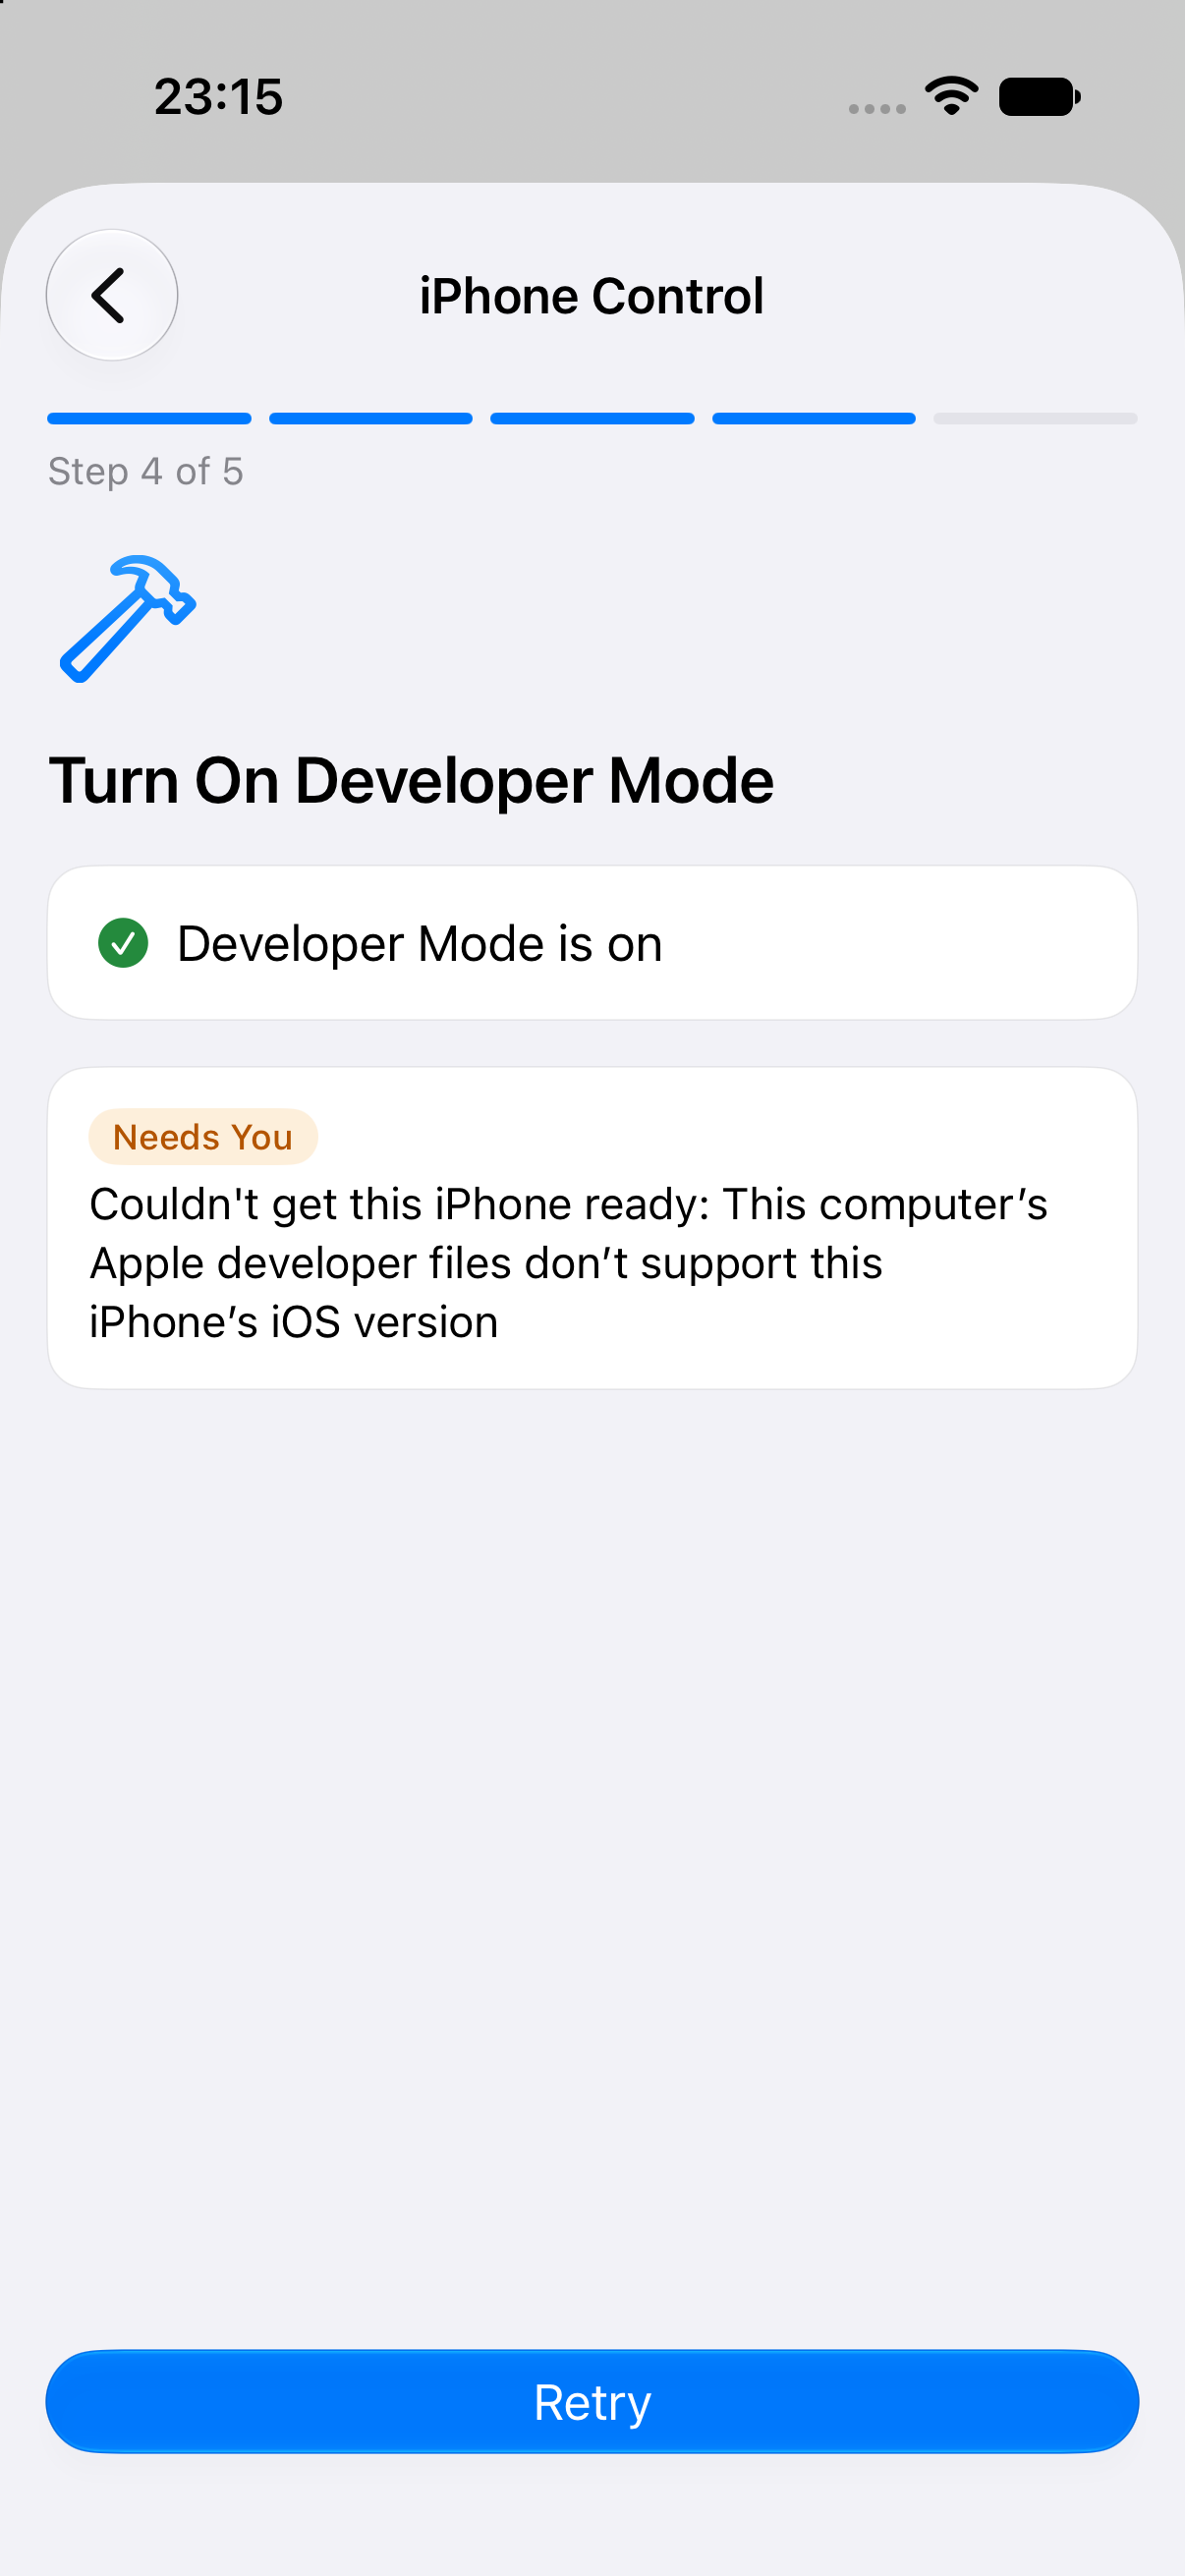 23:15
iPhone Control
Step 4 of 5
Turn On Developer Mode
Developer Mode is on
Needs You
Couldn't get this iPhone ready: This computer’s
Apple developer files don’t support this
iPhone’s iOS version
Retry